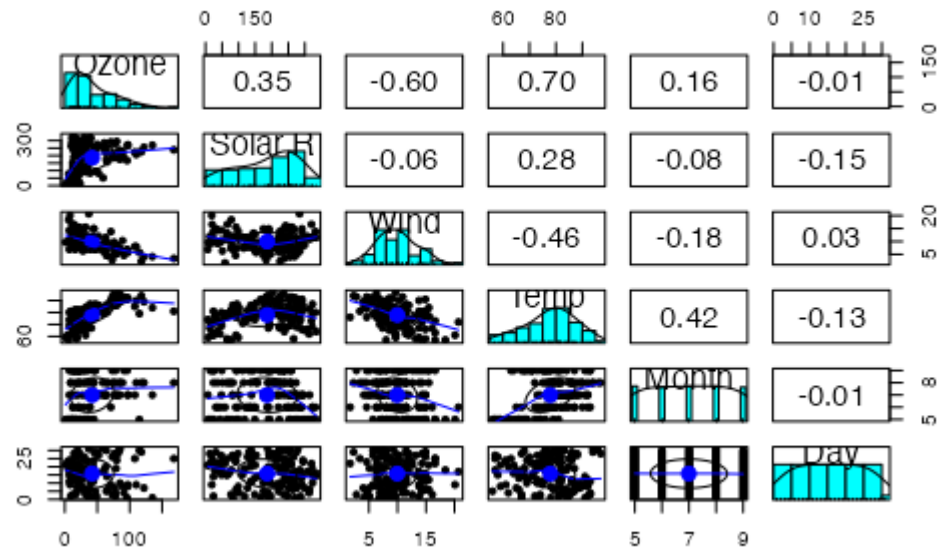 0 150 60 80 0 10 20 30
Ozone 0.35 -0.60 0.70 0.16 -0.01 0 150
0 300 Solar.R -0.06 0.28 -0.08 -0.15
Wind -0.46 -0.18 0.03 5 20
60 Temp 0.42 -0.13
Month -0.01 5 8
0 25 Day
0 100 5 15 5 7 9